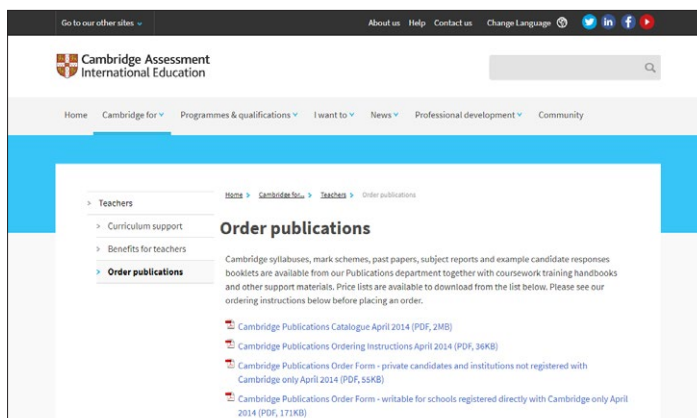 Go to our other sites
About us Help Contact us Change Language
Cambridge Assessment
International Education
Home Cambridge for Programmes & qualifications I want to News Professional development Community
Teachers
Curriculum support
Benefits for teachers
Order publications
Home > Cambridge for... > Teachers > Order publications
Order publications
Cambridge syllabuses, mark schemes, past papers, subject reports and example candidate responses
booklets are available from our Publications department together with coursework training handbooks
and other support materials. Price lists are available to download from the list below. Please see our
ordering instructions below before placing an order.
Cambridge Publications Catalogue April 2014 (PDF, 2MB)
Cambridge Publications Ordering Instructions April 2014 (PDF, 36KB)
Cambridge Publications Order Form - private candidates and institutions not registered with
Cambridge only April 2014 (PDF, 55KB)
Cambridge Publications Order Form - writable for schools registered directly with Cambridge only April
2014 (PDF, 171KB)